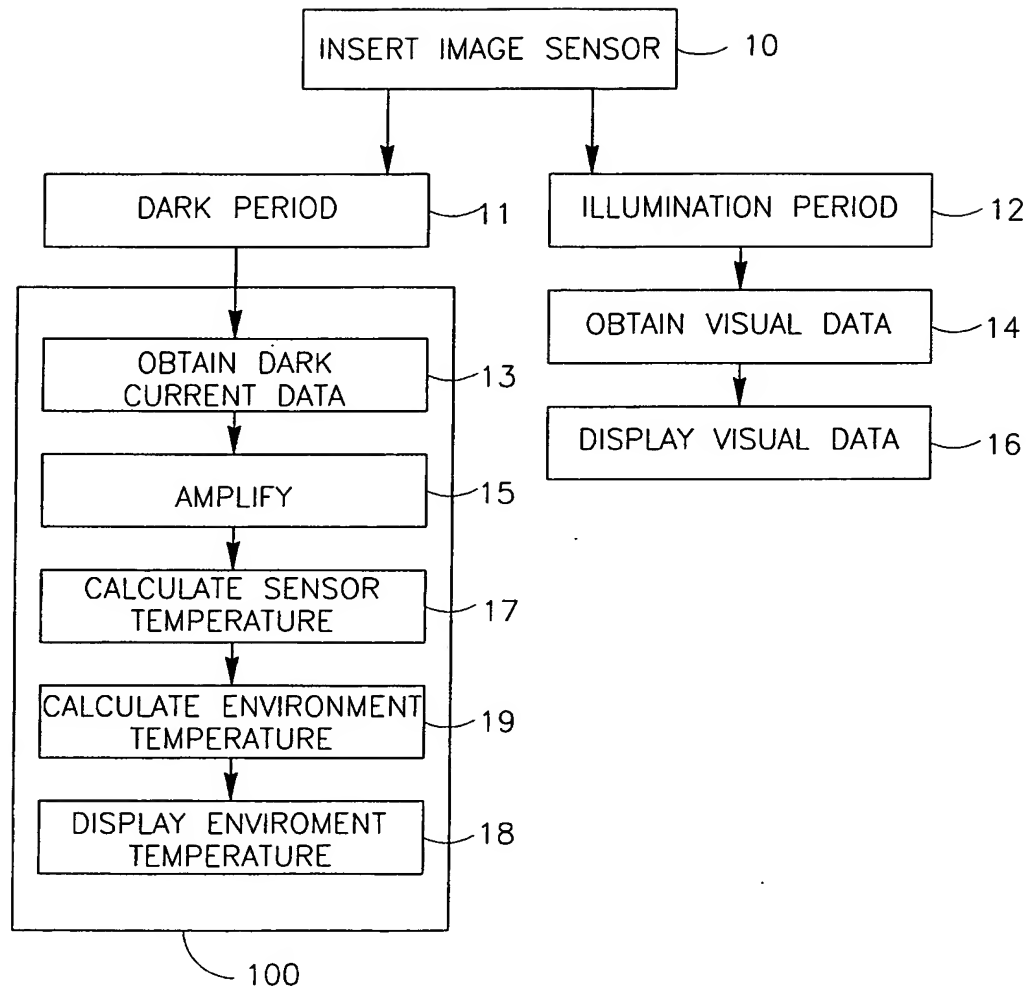 INSERT IMAGE SENSOR
10
DARK PERIOD
11
ILLUMINATION PERIOD
12
OBTAIN DARK
CURRENT DATA
13
AMPLIFY
15
CALCULATE SENSOR
TEMPERATURE
17
CALCULATE ENVIRONMENT
TEMPERATURE
19
DISPLAY ENVIROMENT
TEMPERATURE
18
100
OBTAIN VISUAL DATA
14
DISPLAY VISUAL DATA
16